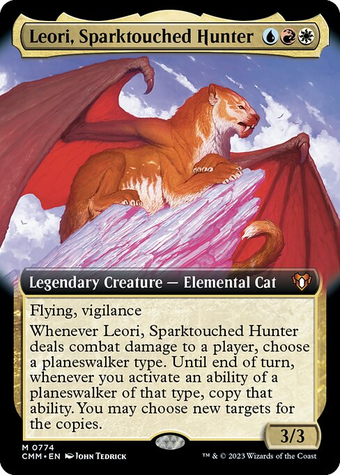 Leori, Sparktouched Hunter
Legendary Creature — Elemental Cat
Flying, vigilance
Whenever Leori, Sparktouched Hunter
deals combat damage to a player, choose
a planeswalker type. Until end of turn,
whenever you activate an ability of a
planeswalker of that type, copy that
ability. You may choose new targets for
the copies.
3/3
M 0774
CMM • EN JOHN TEDRICK
™ & © 2023 Wizards of the Coast